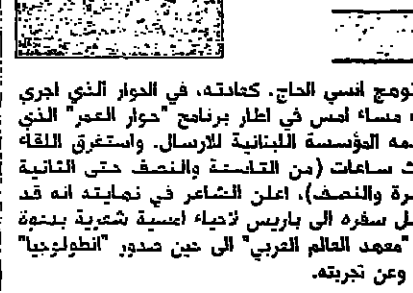 توهج انسي الحاج، كعادته، في الحوار الذي اجري
مساء امس في اطار برنامج "حوار العمر" الذي
المؤسسة اللبنانية للارسال. واستغرق اللقاء
ساعات (من التاسعة والنصف حتى الثانية
والنصف)، اعلن الشاعر في نهايته انه قد
سفره الى باريس لاحياء امسية شعرية بدعوة
"معهد العالم العربي" الى حين صدور "انطولوجيا"
وعن تجربته.